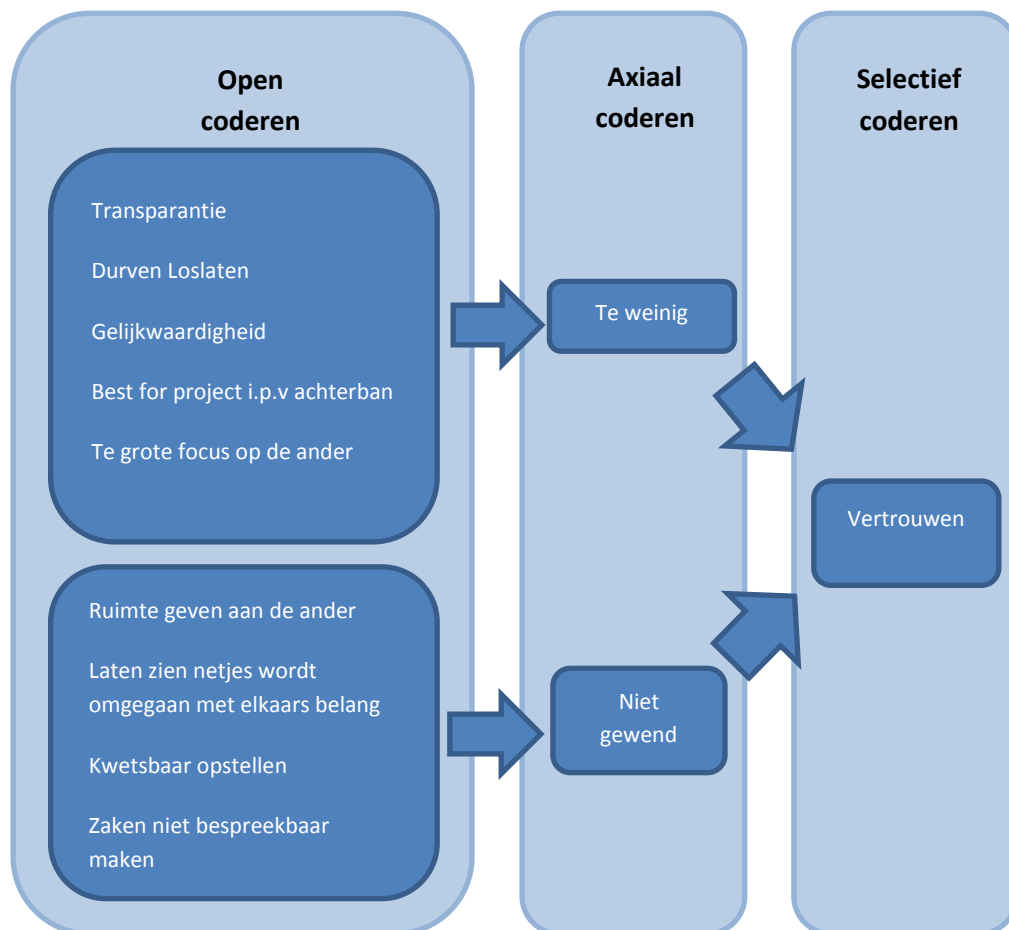 Open
coderen
Transparantie
Durven Loslaten
Gelijkwaardigheid
Best for project i.p.v achterban
Te grote focus op de ander
Ruimte geven aan de ander
Laten zien netjes wordt
omgegaan met elkaars belang
Kwetsbaar opstellen
Zaken niet bespreekbaar
maken
Axiaal
coderen
Te weinig
Niet
gewend
Selectief
coderen
Vertrouwen